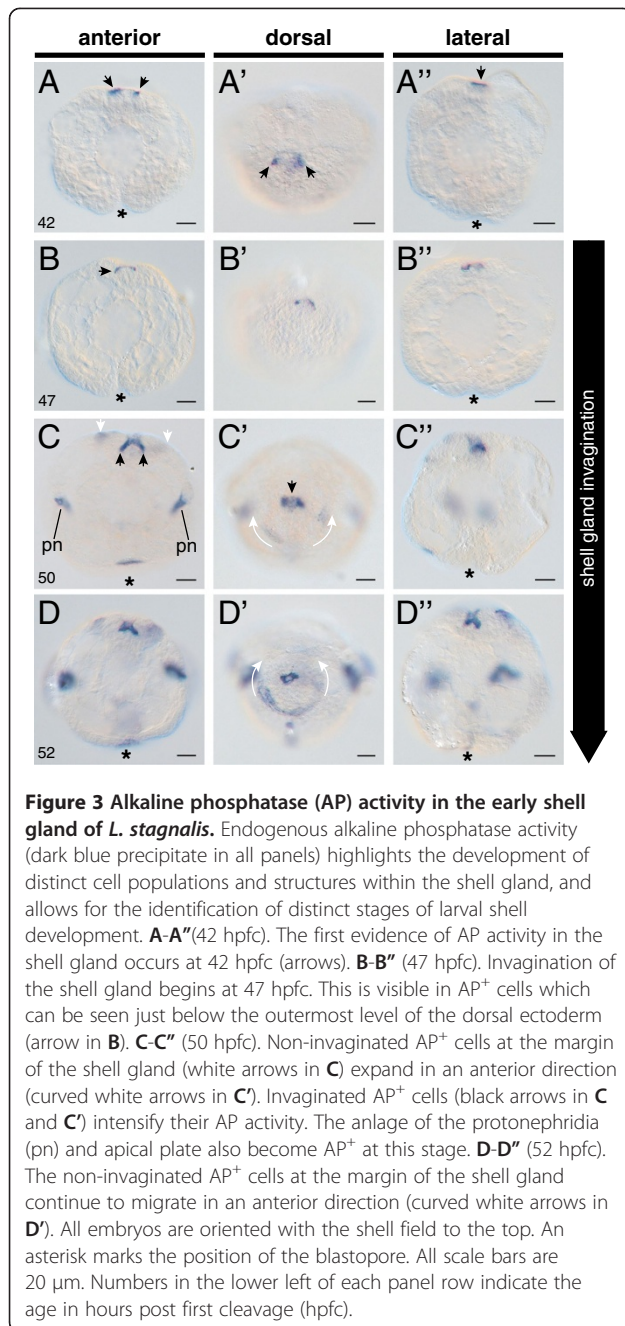 anterior dorsal lateral
A A' A"
42 * *
B B' B"
47 * *
C C' C"
pn pn
50 * *
D D' D"
52 * *
shell gland invagination
Figure 3 Alkaline phosphatase (AP) activity in the early shell
gland of L. stagnalis. Endogenous alkaline phosphatase activity
(dark blue precipitate in all panels) highlights the development of
distinct cell populations and structures within the shell gland, and
allows for the identification of distinct stages of larval shell
development. A-A"(42 hpfc). The first evidence of AP activity in the
shell gland occurs at 42 hpfc (arrows). B-B" (47 hpfc). Invagination of
the shell gland begins at 47 hpfc. This is visible in AP⁺ cells which
can be seen just below the outermost level of the dorsal ectoderm
(arrow in B). C-C" (50 hpfc). Non-invaginated AP⁺ cells at the margin
of the shell gland (white arrows in C) expand in an anterior direction
(curved white arrows in C'). Invaginated AP⁺ cells (black arrows in C
and C') intensify their AP activity. The anlage of the protonephridia
(pn) and apical plate also become AP⁺ at this stage. D-D" (52 hpfc).
The non-invaginated AP⁺ cells at the margin of the shell gland
continue to migrate in an anterior direction (curved white arrows in
D'). All embryos are oriented with the shell field to the top. An
asterisk marks the position of the blastopore. All scale bars are
20 μm. Numbers in the lower left of each panel row indicate the
age in hours post first cleavage (hpfc).